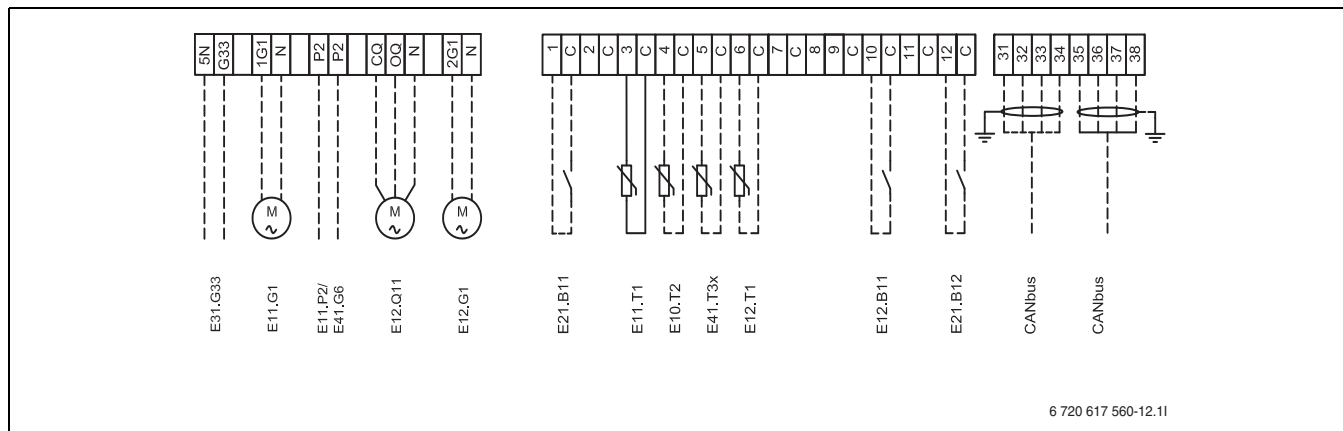 5N G33 1G1 N P2 P2 CQ OQ N 2G1 N
1 C 2 C 3 C 4 C 5 C 6 C 7 C 8 C 9 C 10 C 11 C 12 C
31 32 33 34 35 36 37 38
M M M
E31.G33
E11.G1
E11.P2/
E41.G6
E12.Q11
E12.G1
E21.B11
E11.T1
E10.T2
E41.T3x
E12.T1
E12.B11
E21.B12
CANbus
CANbus
6 720 617 560-12.1I